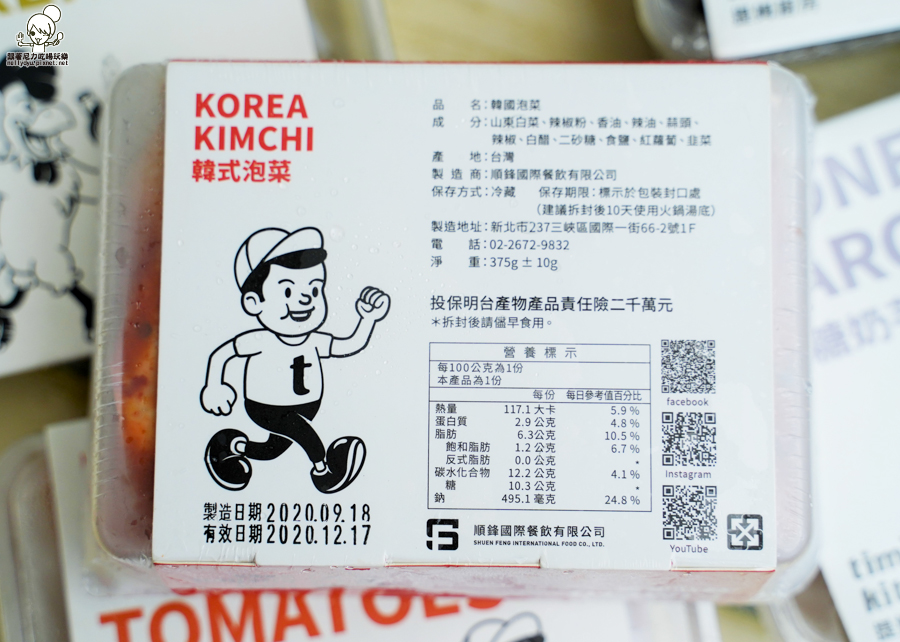 跟著尼力吃喝玩樂
nellydyu.pixnet.net
KOREA
KIMCHI
韓式泡菜
品 名：韓國泡菜
成 分：山東白菜、辣椒粉、香油、辣油、蒜頭、
辣椒、白醋、二砂糖、食鹽、紅蘿蔔、韭菜
產 地：台灣
製 造 商：順鋒國際餐飲有限公司
保存方式：冷藏 保存期限：標示於包裝封口處
（建議拆封後10天使用火鍋湯底）
製造地址：新北市237三峽區國際一街66-2號1F
電 話：02-2672-9832
淨 重：375g ± 10g
投保明台產物產品責任險二千萬元
＊拆封後請儘早食用。
營 養 標 示
每100公克為1份
本產品為1份
每份 每日參考值百分比
熱量 117.1 大卡 5.9 %
蛋白質 2.9 公克 4.8 %
脂肪 6.3公克 10.5 %
飽和脂肪 1.2 公克 6.7 %
反式脂肪 0.0 公克 *
碳水化合物 12.2 公克 4.1 %
糖 10.3 公克 *
鈉 495.1 毫克 24.8 %
facebook
Instagram
YouTube
t
製造日期 2020.09.18
有效日期 2020.12.17
順鋒國際餐飲有限公司
SHUEN FENG INTERNATIONAL FOOD CO., LTD.
TOMATOES